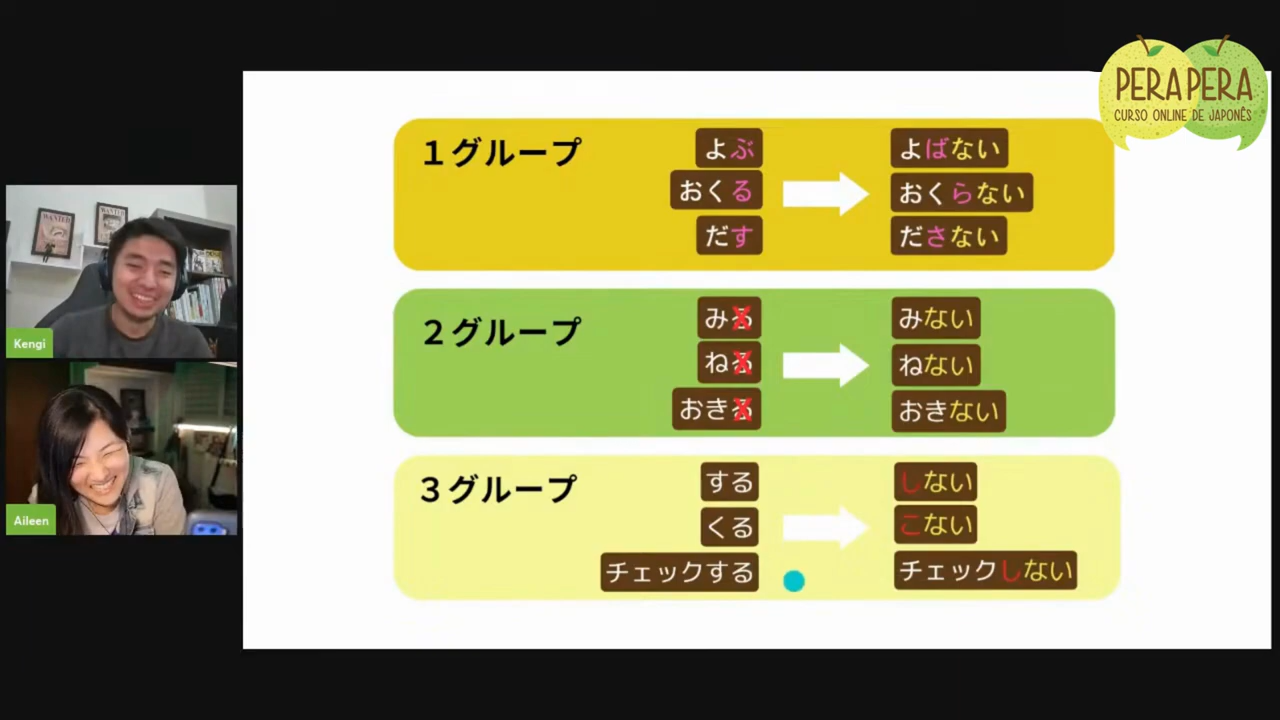 PERA PERA
CURSO ONLINE DE JAPONÊS
WANTED
WANTED
Kengi
Aileen
1グループ
よぶ
おくる
だす
よばない
おくらない
ださない
2グループ
みる
ねる
おきる
みない
ねない
おきない
3グループ
する
くる
チェックする
しない
こない
チェックしない